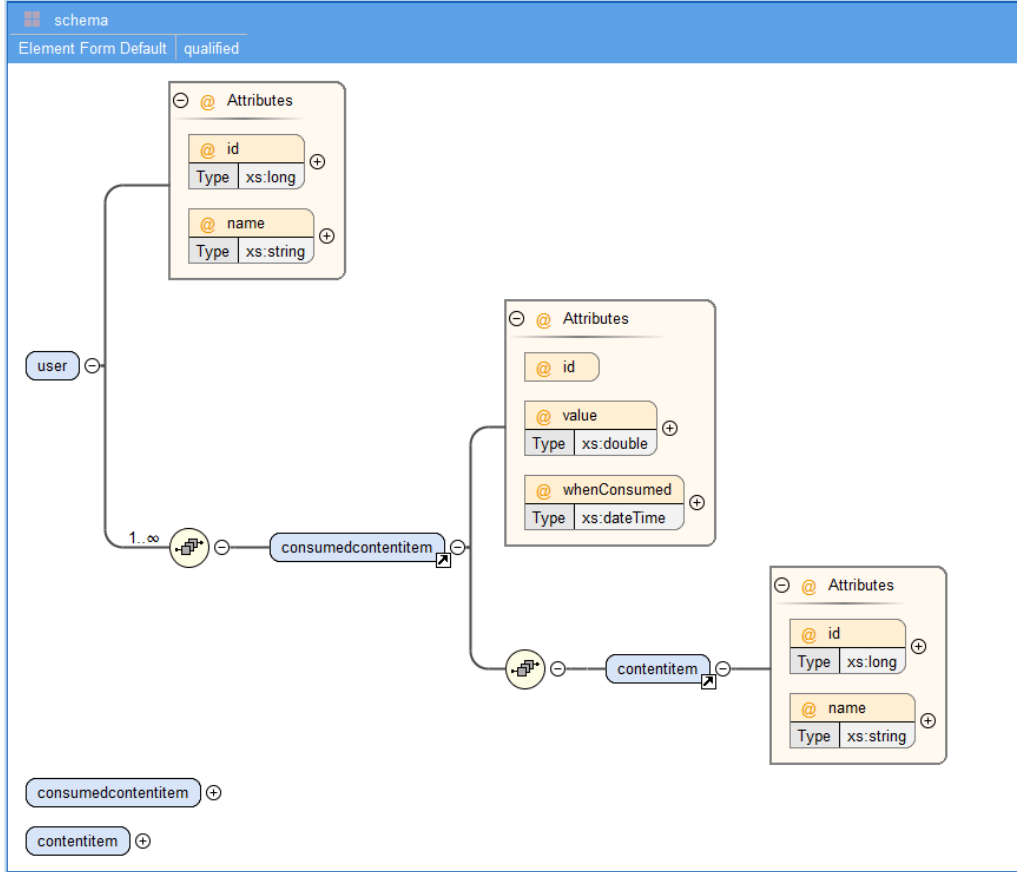 schema
Element Form Default qualified
@ Attributes
@ id
Type xs:long
@ name
Type xs:string
@ Attributes
@ id
user
@ value
Type xs:double
@ whenConsumed
Type xs:dateTime
1..∞
consumedcontentitem
@ Attributes
@ id
Type xs:long
contentitem
@ name
Type xs:string
consumedcontentitem
contentitem